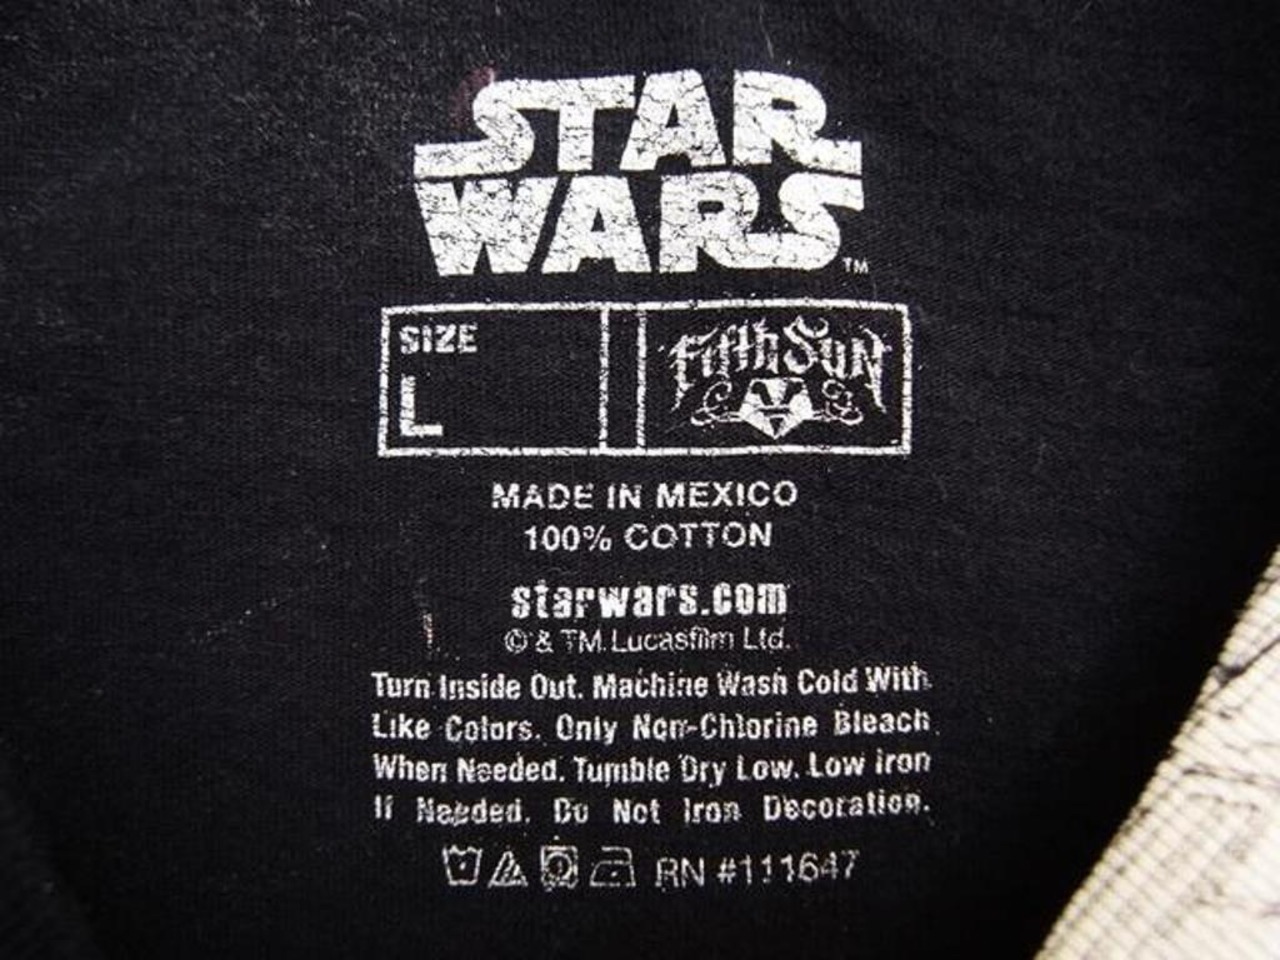 STAR
WARS
TM
SIZE
L
Fifth Sun
MADE IN MEXICO
100% COTTON
starwars.com
© & TM. Lucasfilm Ltd.
Turn Inside Out. Machine Wash Cold With
Like Colors. Only Non-Chlorine Bleach
When Needed. Tumble Dry Low. Low Iron
If Needed. Do Not Iron Decoration.
RN #111647